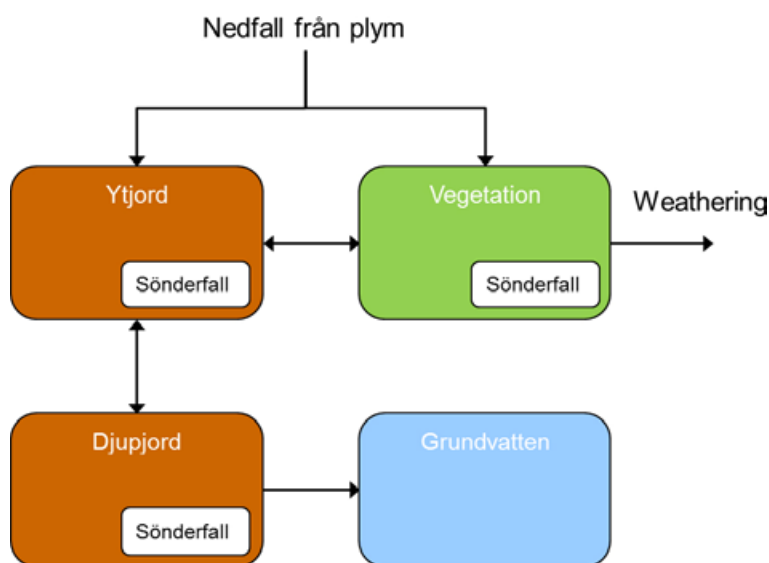 Nedfall från plym
Ytjord
Vegetation
Weathering
Sönderfall
Sönderfall
Djupjord
Grundvatten
Sönderfall